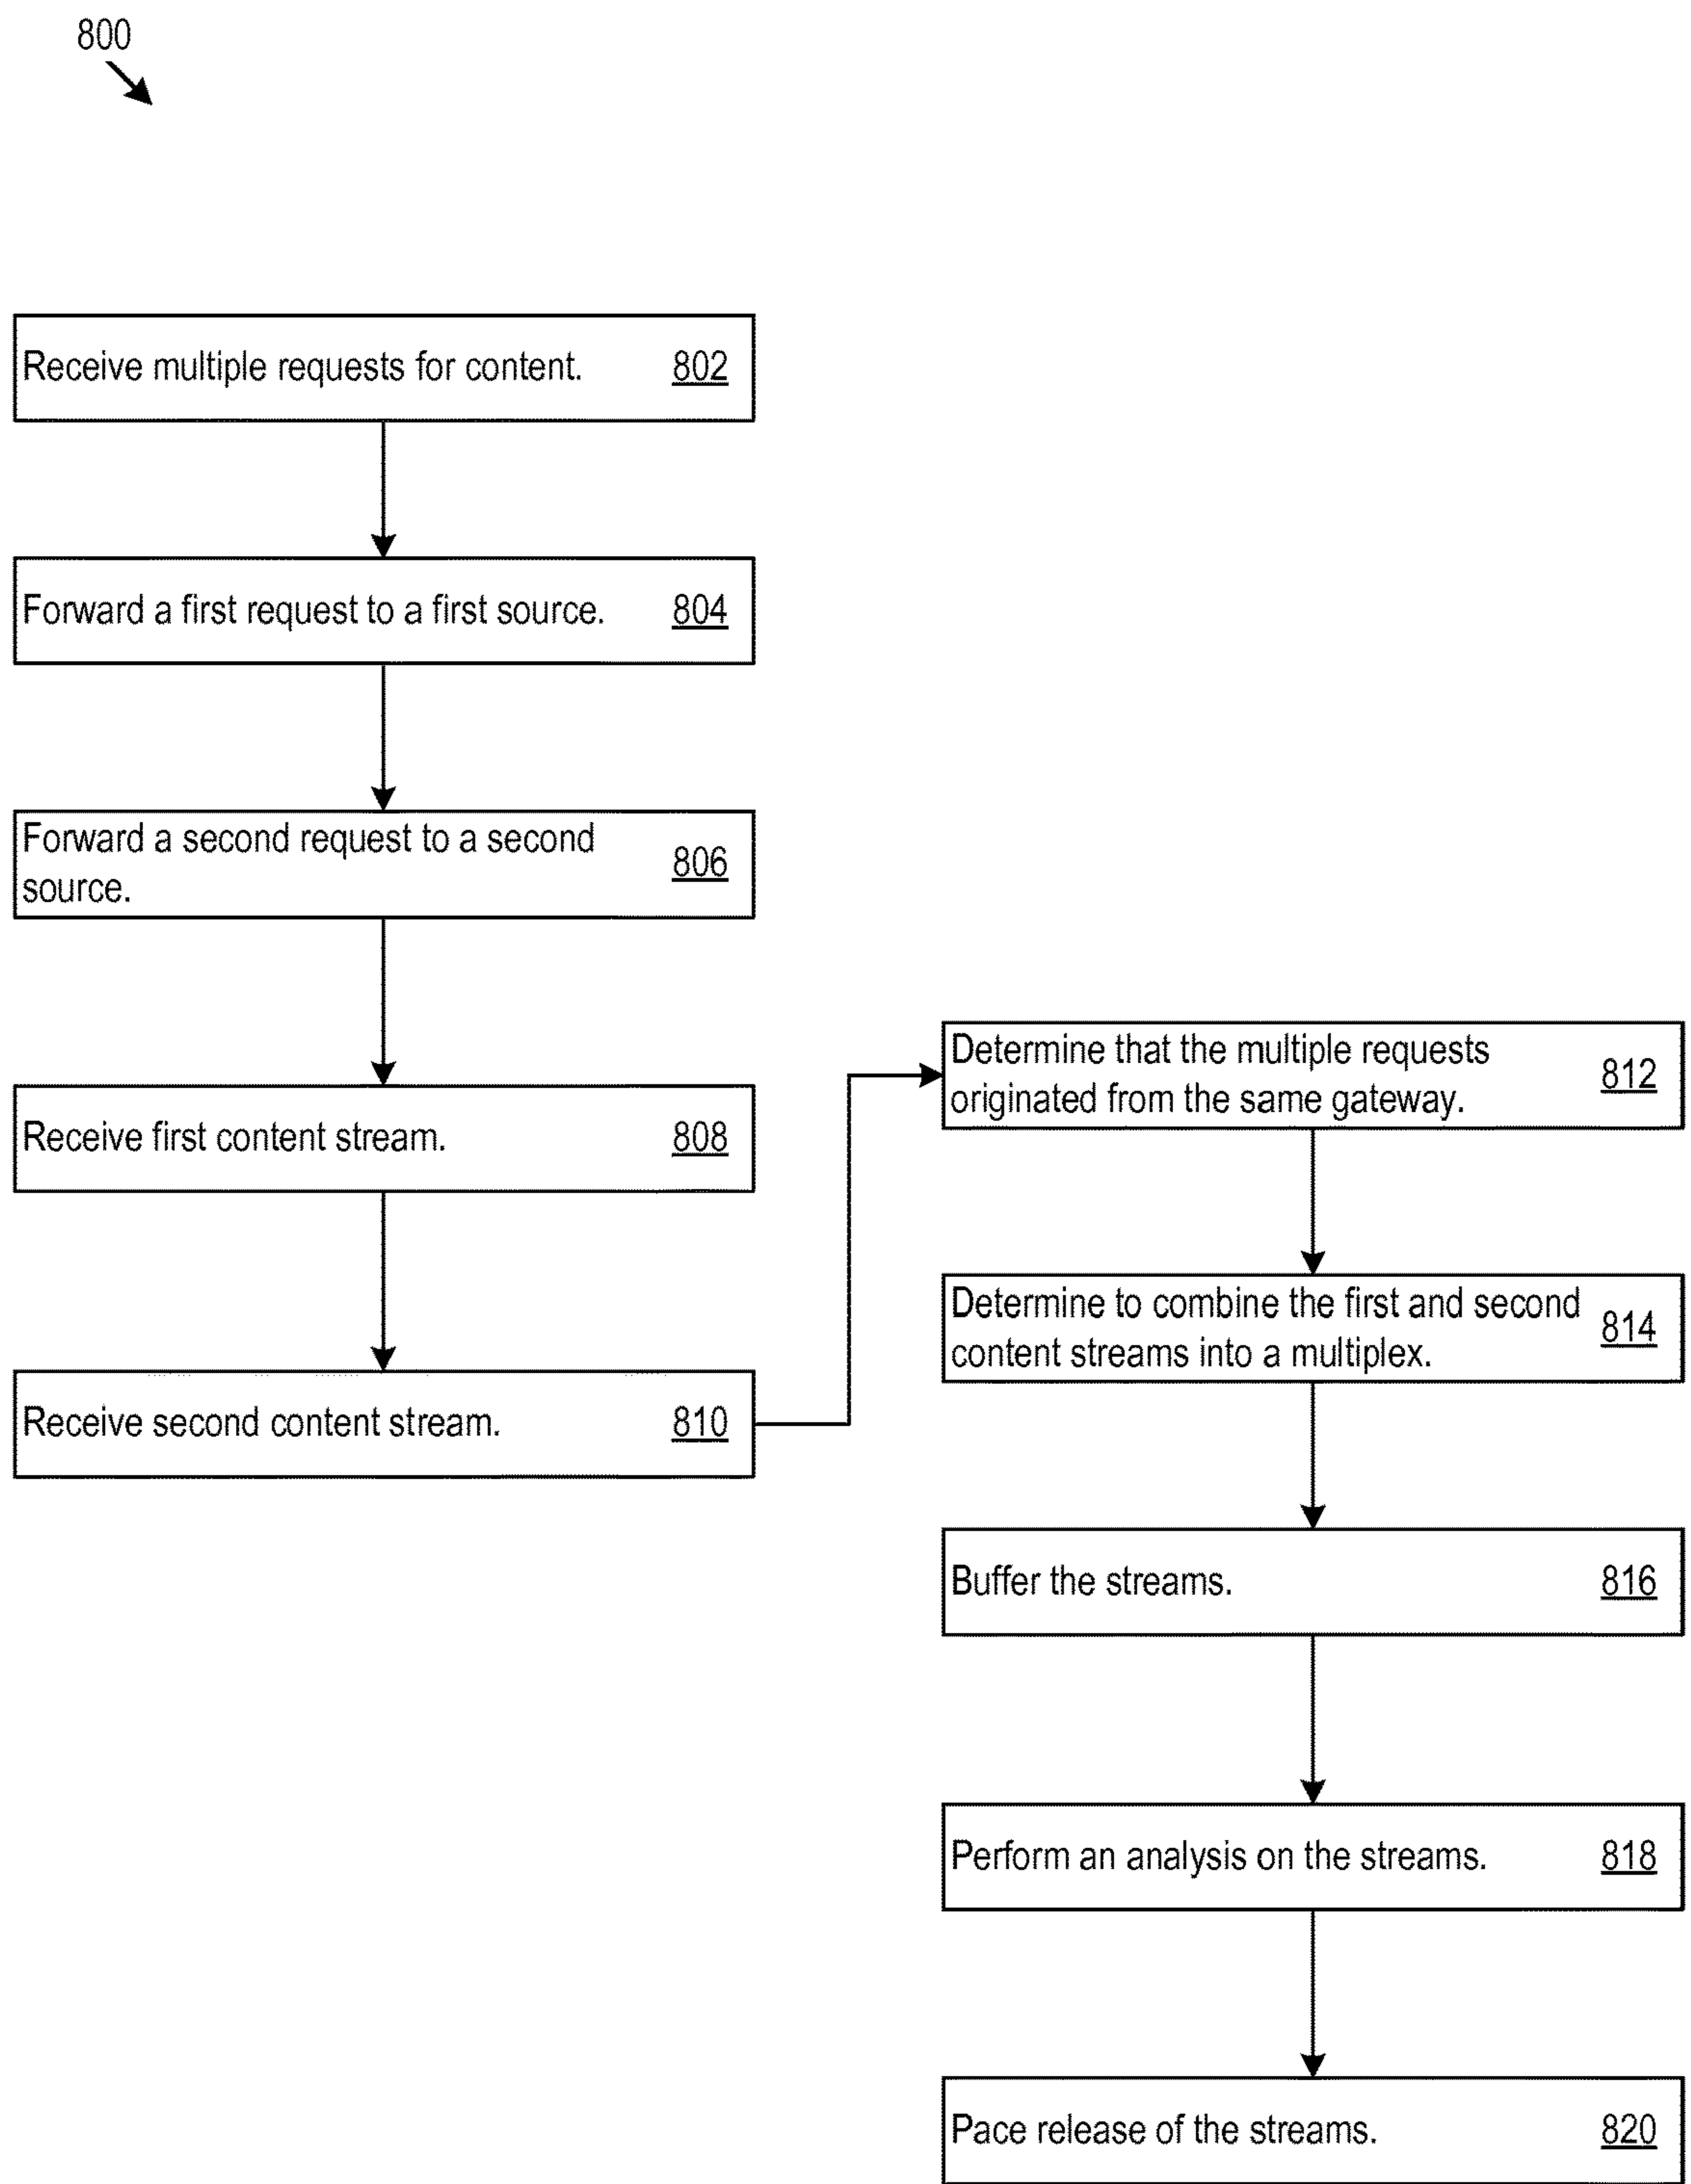 800
Receive multiple requests for content. 802
Forward a first request to a first source. 804
Forward a second request to a second
source. 806
Receive first content stream. 808
Receive second content stream. 810
Determine that the multiple requests
originated from the same gateway. 812
Determine to combine the first and second
content streams into a multiplex. 814
Buffer the streams. 816
Perform an analysis on the streams. 818
Pace release of the streams. 820